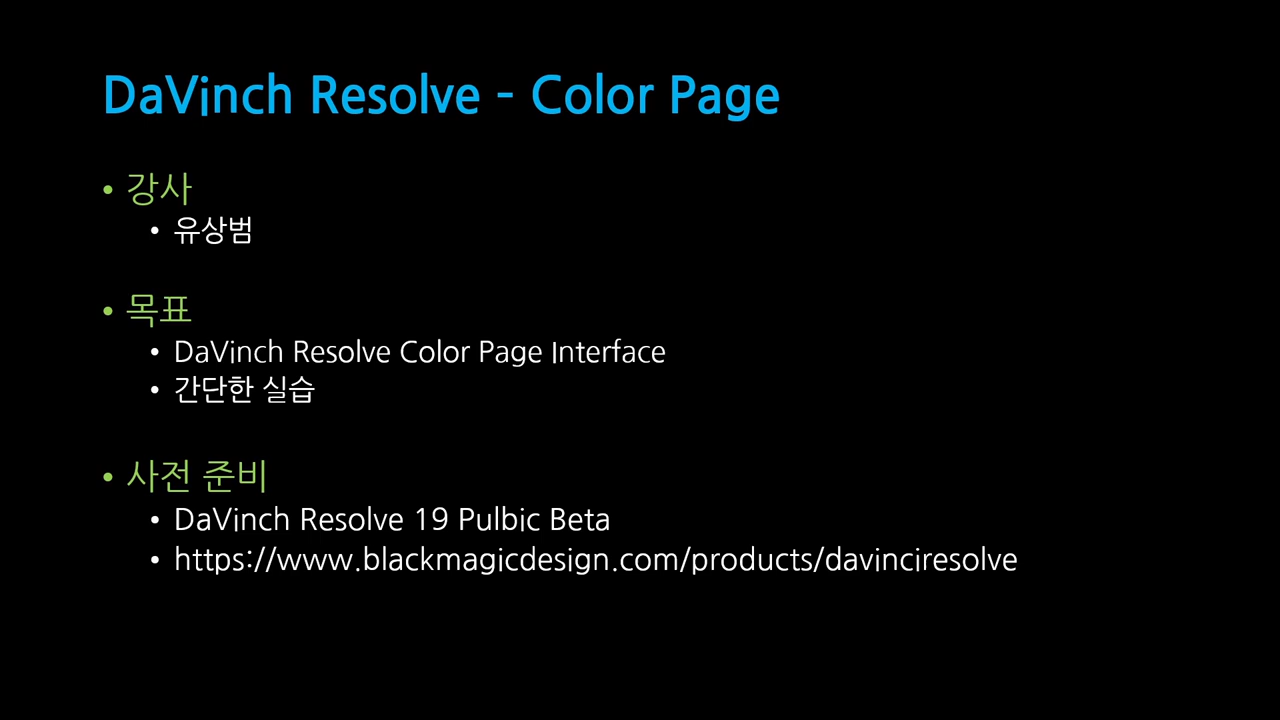 DaVinch Resolve - Color Page
• 강사
• 유상범
• 목표
• DaVinch Resolve Color Page Interface
• 간단한 실습
• 사전 준비
• DaVinch Resolve 19 Pulbic Beta
• https://www.blackmagicdesign.com/products/davinciresolve